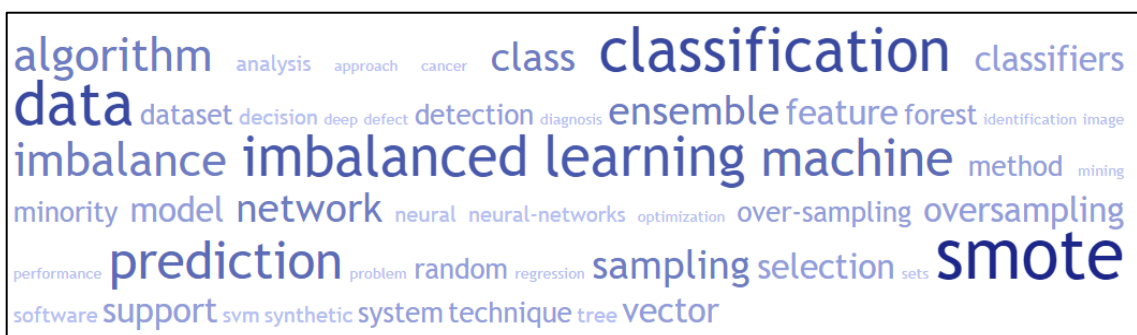 algorithm analysis approach cancer class classification classifiers
data dataset decision deep defect detection diagnosis ensemble feature forest identification image
imbalance imbalanced learning machine method mining
minority model network neural neural-networks optimization over-sampling oversampling
performance prediction problem random regression sampling selection sets smote
software support svm synthetic system technique tree vector